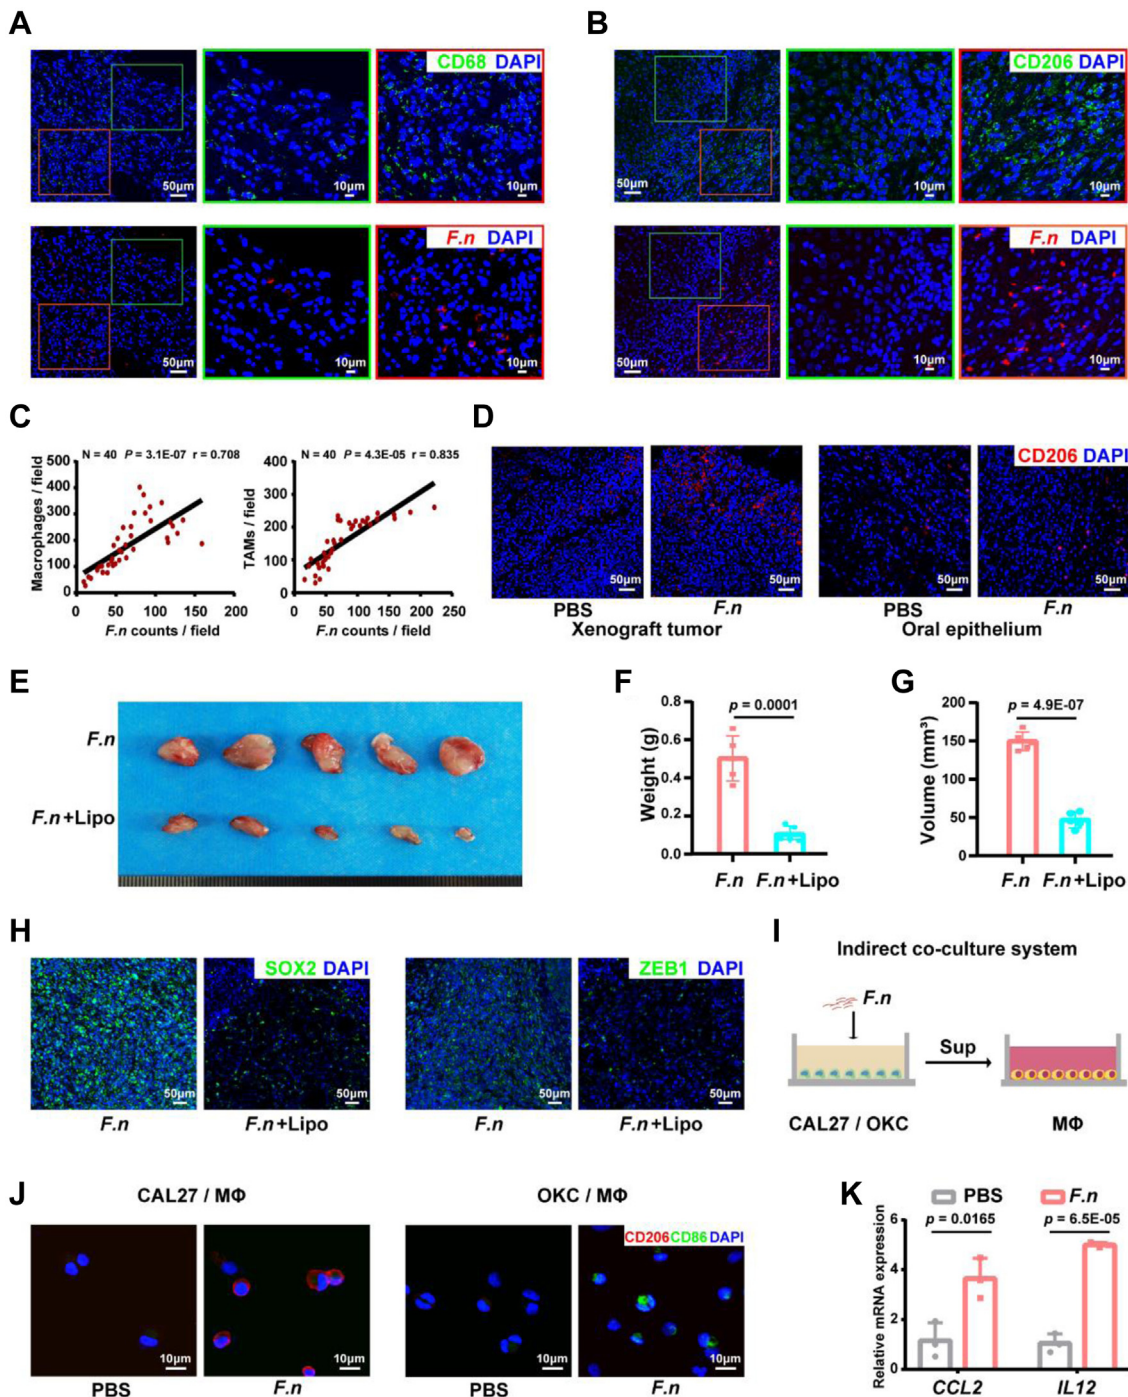 A
CD68 DAPI
50μm
10μm
10μm
F.n DAPI
50μm
10μm
10μm
B
CD206 DAPI
50μm
10μm
10μm
F.n DAPI
50μm
10μm
10μm
C
N = 40 P = 3.1E-07 r = 0.708
Macrophages / field
500
400
300
200
100
0
0 50 100 150 200
F.n counts / field
N = 40 P = 4.3E-05 r = 0.835
TAMs / field
400
300
200
100
0
0 50 100 150 200 250
F.n counts / field
D
CD206 DAPI
50μm
50μm
50μm
50μm
PBS F.n
Xenograft tumor
PBS F.n
Oral epithelium
E
F.n
F.n+Lipo
F
p = 0.0001
Weight (g)
0.8
0.6
0.4
0.2
0.0
F.n F.n+Lipo
G
p = 4.9E-07
Volume (mm³)
200
150
100
50
0
F.n F.n+Lipo
H
SOX2 DAPI
50μm
50μm
F.n F.n+Lipo
ZEB1 DAPI
50μm
50μm
F.n F.n+Lipo
I
Indirect co-culture system
F.n
Sup
CAL27 / OKC
MΦ
J
CAL27 / MΦ
10μm
10μm
PBS F.n
OKC / MΦ
CD206 CD86 DAPI
10μm
10μm
PBS F.n
K
PBS F.n
p = 0.0165 p = 6.5E-05
Relative mRNA expression
6
4
2
0
CCL2 IL12